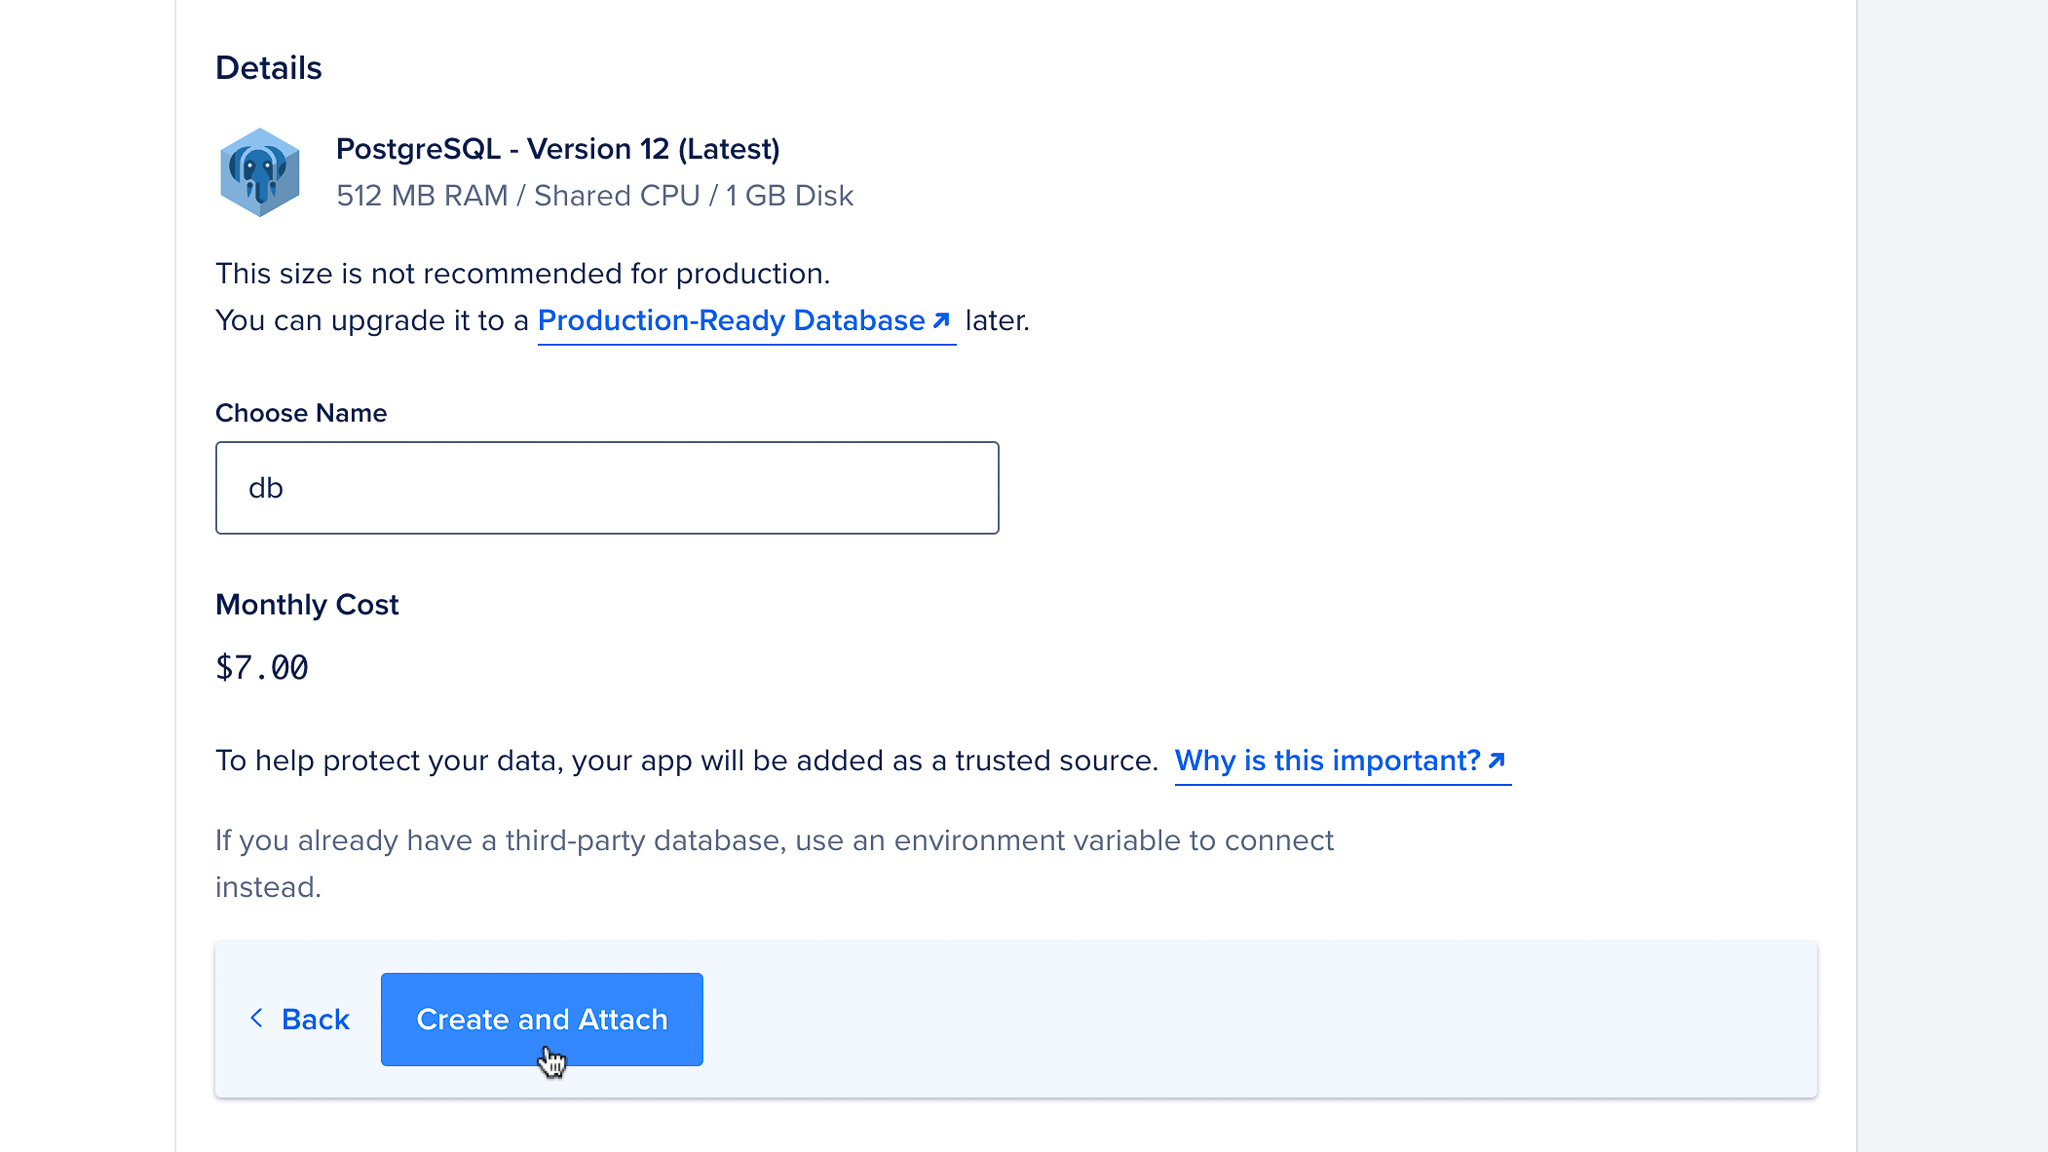 Details
PostgreSQL - Version 12 (Latest)
512 MB RAM / Shared CPU / 1 GB Disk
This size is not recommended for production.
You can upgrade it to a Production-Ready Database later.
Choose Name
db
Monthly Cost
$7.00
To help protect your data, your app will be added as a trusted source. Why is this important?
If you already have a third-party database, use an environment variable to connect
instead.
Back Create and Attach